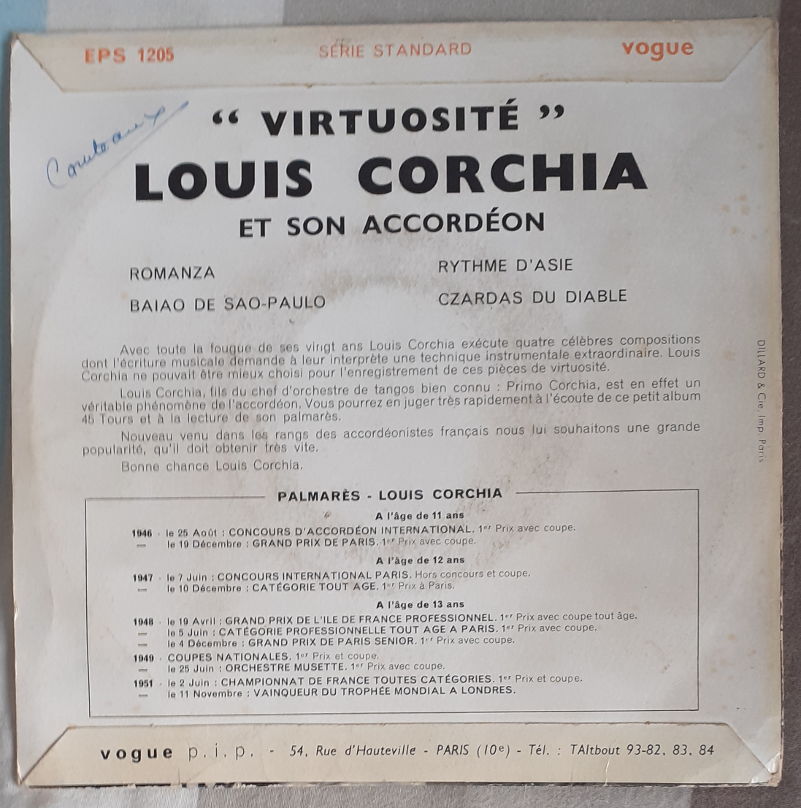 EPS 1205 SÉRIE STANDARD vogue
“ VIRTUOSITÉ ”
LOUIS CORCHIA
ET SON ACCORDÉON
ROMANZA
BAIAO DE SAO-PAULO
RYTHME D'ASIE
CZARDAS DU DIABLE
Avec toute la fougue de ses vingt ans Louis Corchia exécute quatre célèbres compositions
dont l'écriture musicale demande à leur interprète une technique instrumentale extraordinaire. Louis
Corchia ne pouvait être mieux choisi pour l'enregistrement de ces pièces de virtuosité.
Louis Corchia, fils du chef d'orchestre de tangos bien connu : Primo Corchia, est en effet un
véritable phénomène de l'accordéon. Vous pourrez en juger très rapidement à l'écoute de ce petit album
45 Tours et à la lecture de son palmarès.
Nouveau venu dans les rangs des accordéonistes français nous lui souhaitons une grande
popularité, qu'il doit obtenir très vite.
Bonne chance Louis Corchia.
DILLARD & Cie. Imp. Paris
PALMARÈS - LOUIS CORCHIA
A l'âge de 11 ans
1946 - le 25 Août : CONCOURS D'ACCORDÉON INTERNATIONAL. 1er Prix avec coupe.
— le 19 Décembre : GRAND PRIX DE PARIS. 1er Prix avec coupe.
A l'âge de 12 ans
1947 - le 7 Juin : CONCOURS INTERNATIONAL PARIS. Hors concours et coupe.
— le 10 Décembre : CATÉGORIE TOUT AGE. 1er Prix à Paris.
A l'âge de 13 ans
1948 - le 19 Avril : GRAND PRIX DE L'ILE DE FRANCE PROFESSIONNEL. 1er Prix avec coupe tout âge.
— le 5 Juin : CATÉGORIE PROFESSIONNELLE TOUT AGE A PARIS. 1er Prix avec coupe.
— le 4 Décembre : GRAND PRIX DE PARIS SENIOR. 1er Prix avec coupe.
1949 - COUPES NATIONALES. 1er Prix et coupe.
— le 25 Juin : ORCHESTRE MUSETTE. 1er Prix avec coupe.
1951 - le 2 Juin : CHAMPIONNAT DE FRANCE TOUTES CATÉGORIES. 1er Prix et coupe.
— le 11 Novembre : VAINQUEUR DU TROPHÉE MONDIAL A LONDRES.
vogue p.i.p. - 54, Rue d'Hauteville - PARIS (10e) - Tél. : TAItbout 93-82, 83, 84